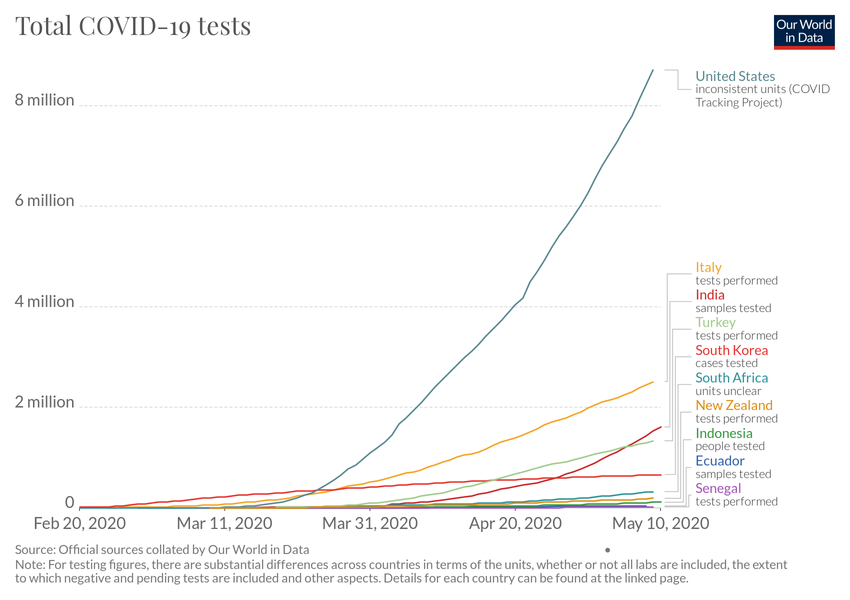 Total COVID-19 tests
Our World
in Data
8 million
6 million
4 million
2 million
0
Feb 20, 2020
Mar 11, 2020
Mar 31, 2020
Apr 20, 2020
May 10, 2020
United States
inconsistent units (COVID
Tracking Project)
Italy
tests performed
India
samples tested
Turkey
tests performed
South Korea
cases tested
South Africa
units unclear
New Zealand
tests performed
Indonesia
people tested
Ecuador
samples tested
Senegal
tests performed
Source: Official sources collated by Our World in Data
Note: For testing figures, there are substantial differences across countries in terms of the units, whether or not all labs are included, the extent
to which negative and pending tests are included and other aspects. Details for each country can be found at the linked page.